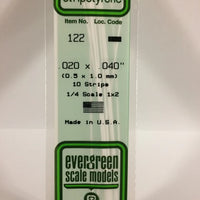 Item No. Loc. Code
122
.020 x .040"
(0.5 x 1.0 mm)
10 Strips
1/4 Scale 1x2
Made in U.S.A.
evergreen
scale models